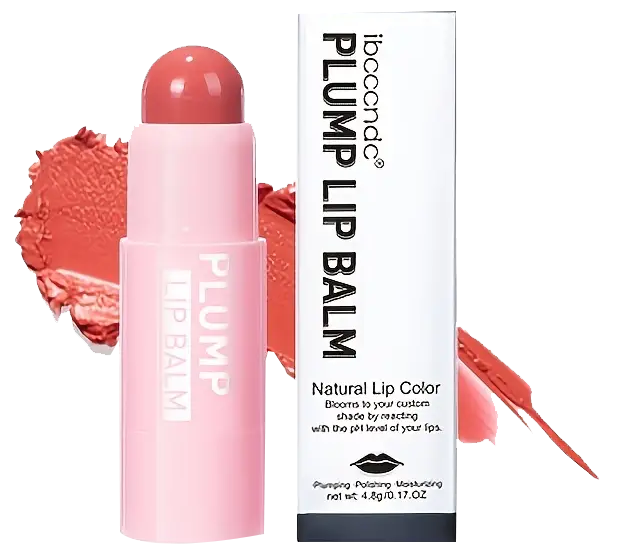 PLUMP
LIP BALM
ibcccndc®
PLUMP LIP BALM
Natural Lip Color
Blooms to your custom
shade by reacting
with the pH level of your lips.
Plumping · Polishing · Moisturizing
net wt: 4.8g/0.17.OZ